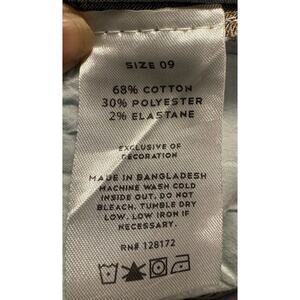 SIZE 09
68% COTTON
30% POLYESTER
2% ELASTANE
EXCLUSIVE OF
DECORATION
MADE IN BANGLADESH
MACHINE WASH COLD
INSIDE OUT. DO NOT
BLEACH. TUMBLE DRY
LOW. LOW IRON IF
NECESSARY.
RN# 128172